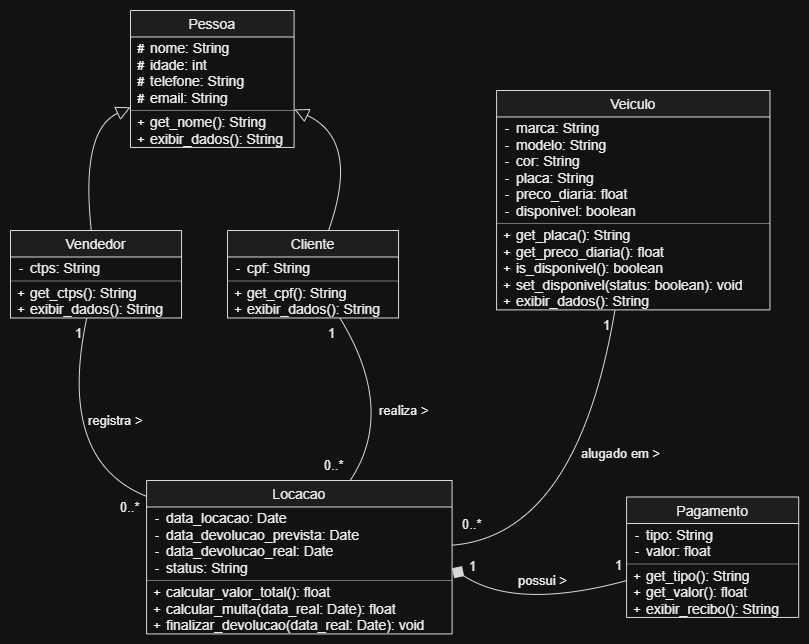 Pessoa
# nome: String
# idade: int
# telefone: String
# email: String
+ get_nome(): String
+ exibir_dados(): String
Veiculo
- marca: String
- modelo: String
- cor: String
- placa: String
- preco_diaria: float
- disponivel: boolean
+ get_placa(): String
+ get_preco_diaria(): float
+ is_disponivel(): boolean
+ set_disponivel(status: boolean): void
+ exibir_dados(): String
Vendedor
- ctps: String
+ get_ctps(): String
+ exibir_dados(): String
Cliente
- cpf: String
+ get_cpf(): String
+ exibir_dados(): String
1
1
1
registra >
realiza >
alugado em >
0..*
0..*
0..*
Locacao
- data_locacao: Date
- data_devolucao_prevista: Date
- data_devolucao_real: Date
- status: String
+ calcular_valor_total(): float
+ calcular_multa(data_real: Date): float
+ finalizar_devolucao(data_real: Date): void
1
possui >
1
Pagamento
- tipo: String
- valor: float
+ get_tipo(): String
+ get_valor(): float
+ exibir_recibo(): String